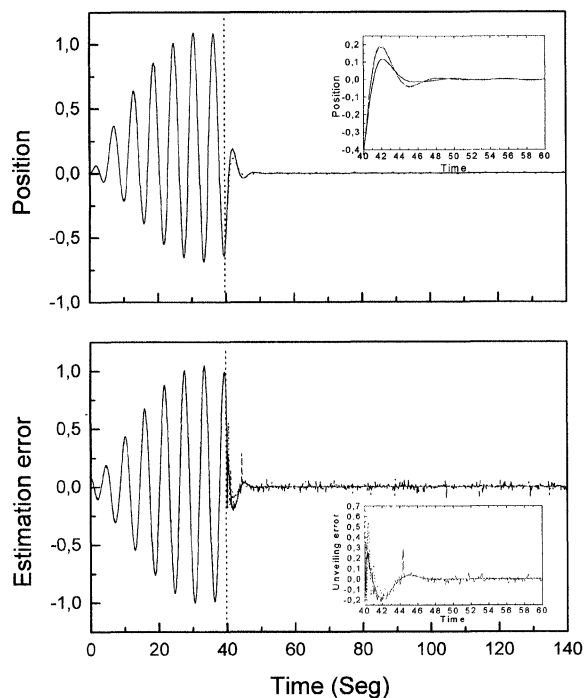 1,0
0,5
0,0
-0,5
-1,0
Position
0,2
0,1
0,0
-0,1
-0,2
-0,3
-0,4
Position
40 42 44 46 48 50 52 54 56 58 60
Time
1,0
0,5
0,0
-0,5
-1,0
Estimation error
0,7
0,6
0,5
0,4
0,3
0,2
0,1
0,0
-0,1
-0,2
Unveiling error
40 42 44 46 48 50 52 54 56 58 60
Time
0 20 40 60 80 100 120 140
Time (Seg)